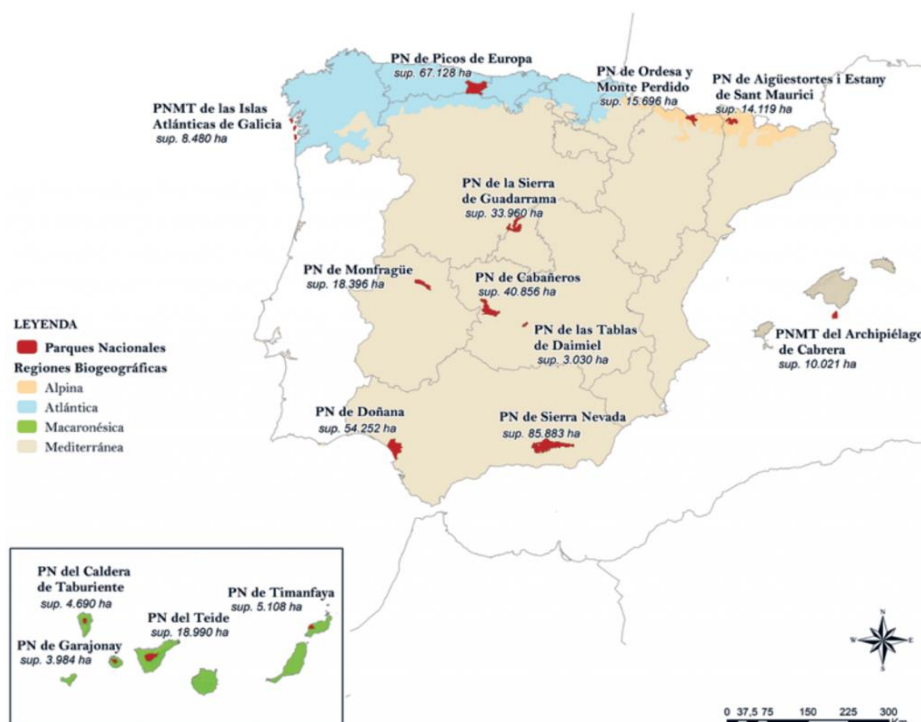 PN de Picos de Europa
sup. 67.128 ha
PN de Ordesa y
Monte Perdido
sup. 15.696 ha
PN de Aigüestortes i Estany
de Sant Maurici
sup. 14.119 ha
PNMT de las Islas
Atlánticas de Galicia
sup. 8.480 ha
PN de la Sierra
de Guadarrama
sup. 33.960 ha
PN de Monfragüe
sup. 18.396 ha
PN de Cabañeros
sup. 40.856 ha
PN de las Tablas
de Daimiel
sup. 3.030 ha
PNMT del Archipiélago
de Cabrera
sup. 10.021 ha
LEYENDA
Parques Nacionales
Regiones Biogeográficas
Alpina
Atlántica
Macaronésica
Mediterránea
PN de Doñana
sup. 54.252 ha
PN de Sierra Nevada
sup. 85.883 ha
PN del Caldera
de Taburiente
sup. 4.690 ha
PN de Timanfaya
sup. 5.108 ha
PN del Teide
sup. 18.990 ha
PN de Garajonay
sup. 3.984 ha
N
W E
S
0 37,5 75 150 225 300
Km